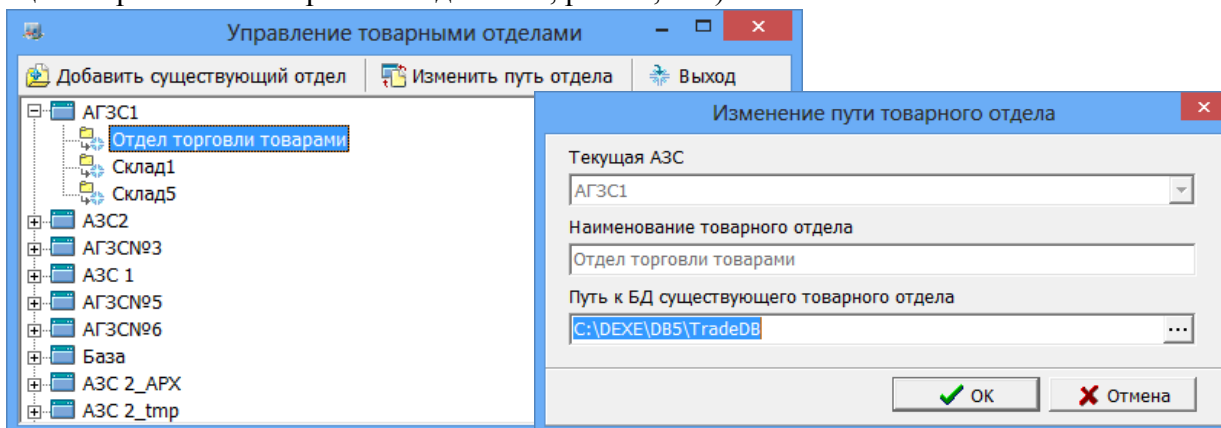 Управление товарными отделами
Добавить существующий отдел Изменить путь отдела Выход
АГЗС1
Отдел торговли товарами
Склад1
Склад5
АЗС2
АГЗС№3
АЗС 1
АГЗС№5
АГЗС№6
База
АЗС 2_АРХ
АЗС 2_tmp
Изменение пути товарного отдела
Текущая АЗС
АГЗС1
Наименование товарного отдела
Отдел торговли товарами
Путь к БД существующего товарного отдела
C:\DEXE\DB5\TradeDB
...
ОК Отмена